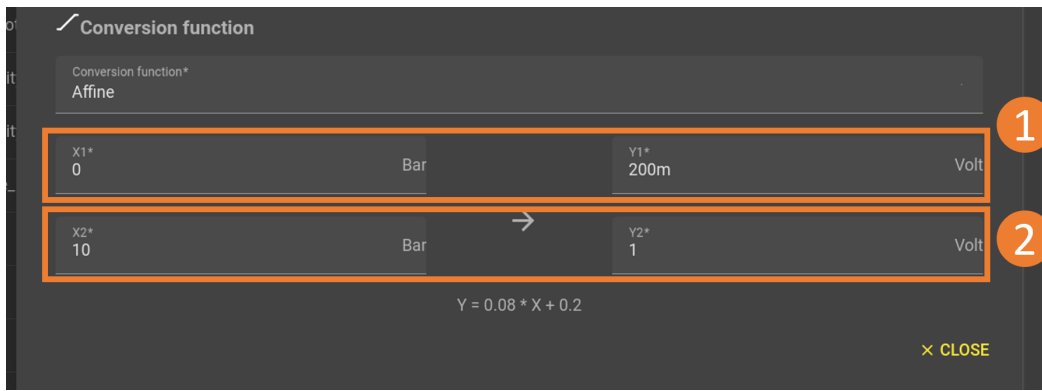 Conversion function
Conversion function*
Affine
1
X1*
0
Bar
Y1*
200m
Volt
2
X2*
10
Bar
Y2*
1
Volt
Y = 0.08 * X + 0.2
CLOSE